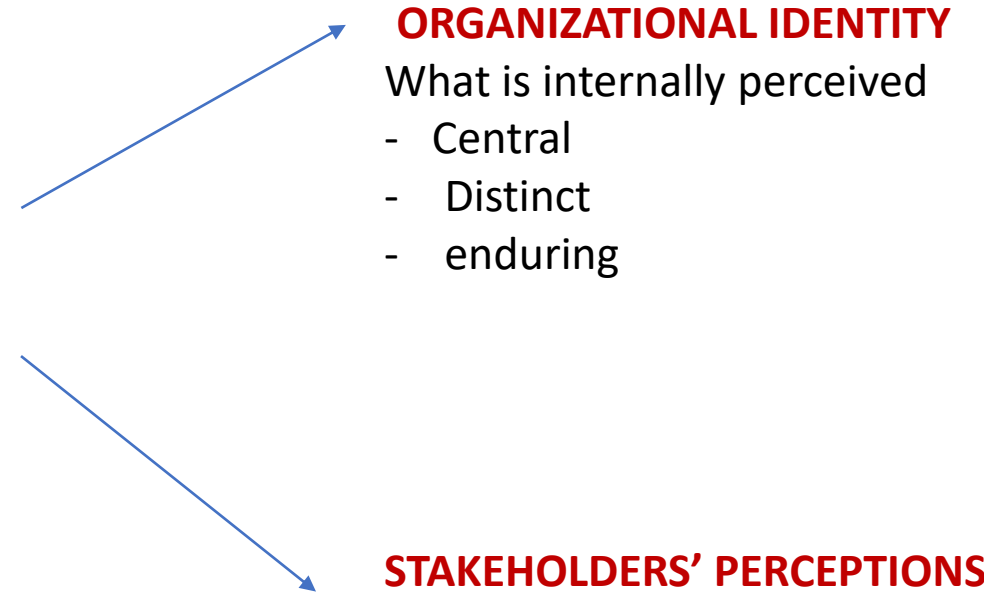 ORGANIZATIONAL IDENTITY
What is internally perceived
- Central
- Distinct
- enduring
STAKEHOLDERS’ PERCEPTIONS